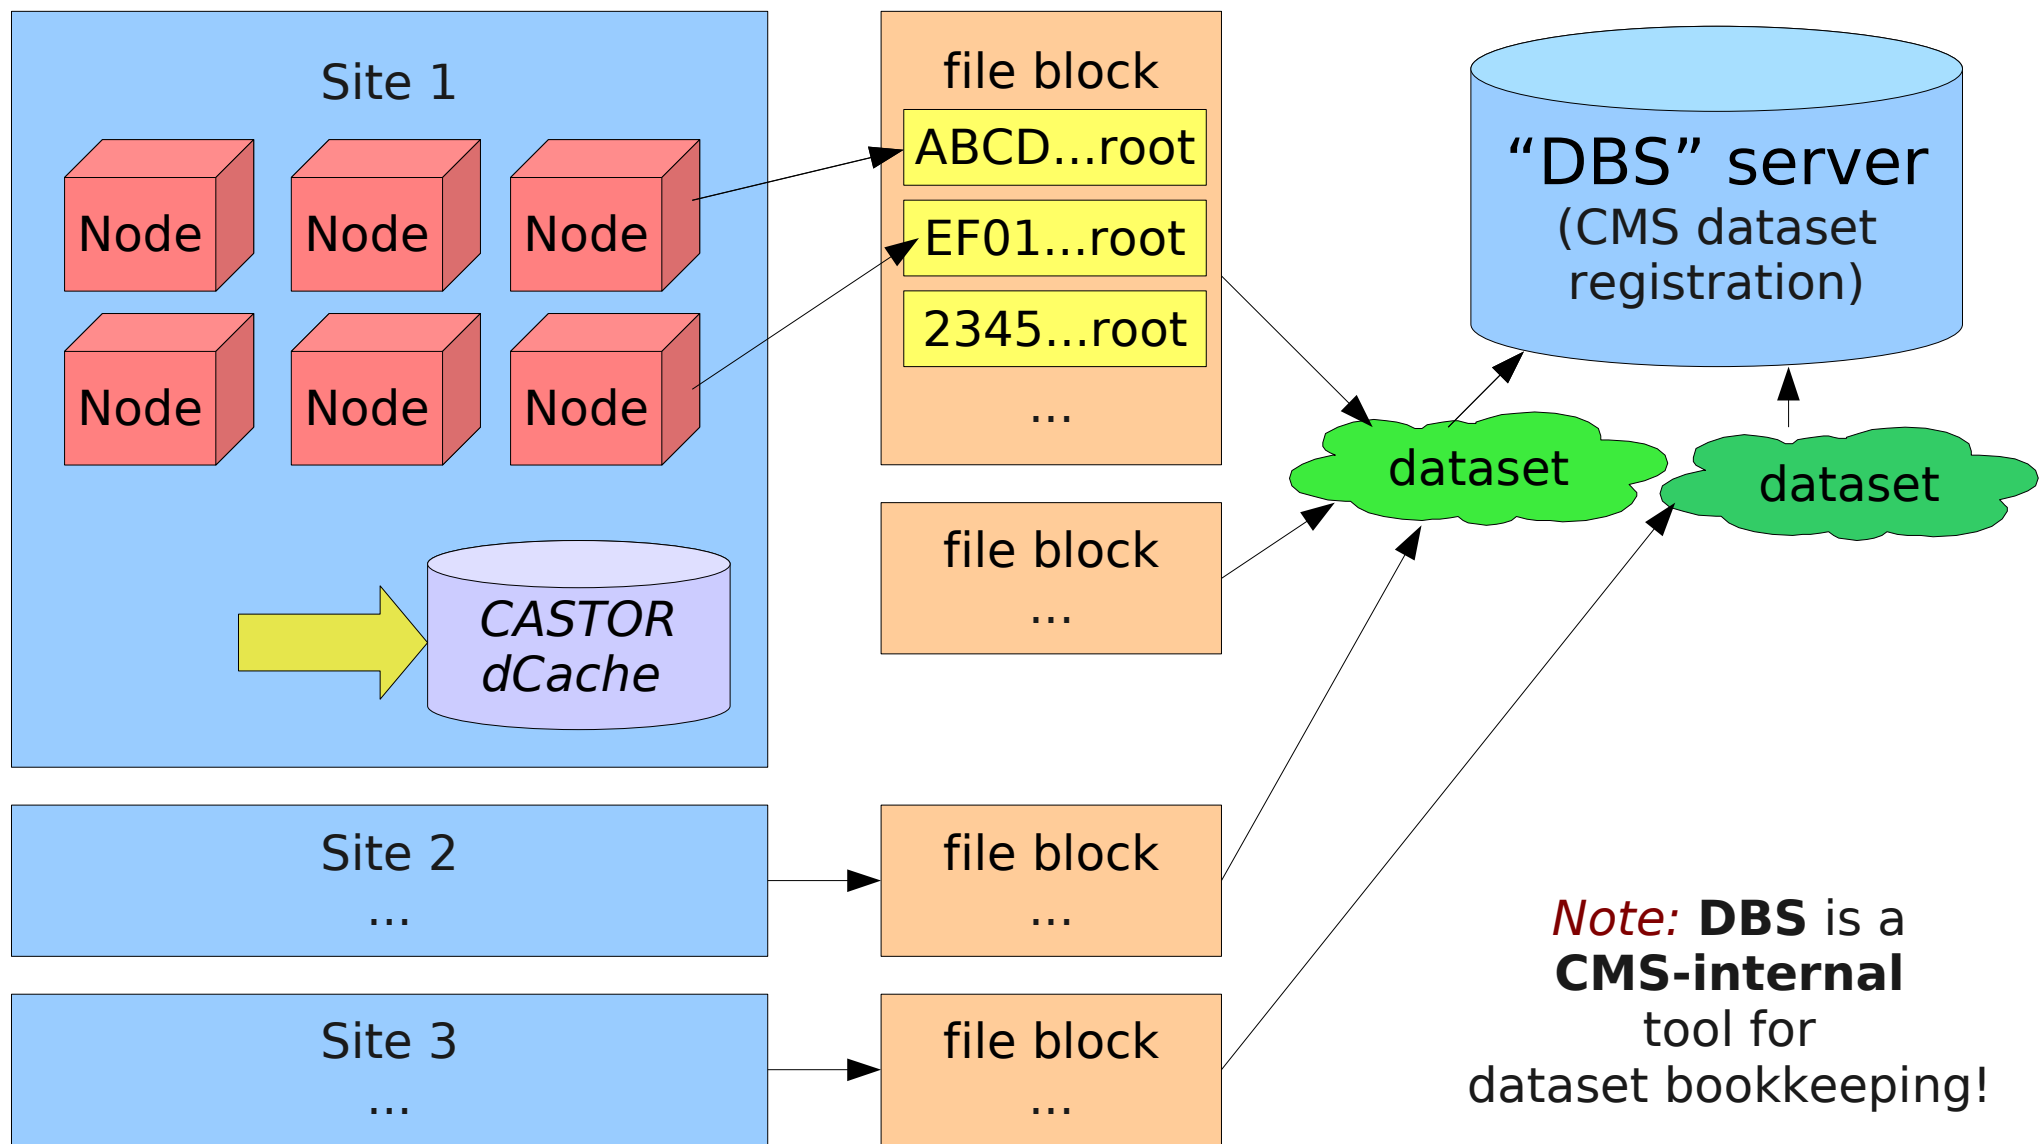 Site 1
Node
Node
Node
Node
Node
Node
CASTOR
dCache
Site 2
...
Site 3
...
file block
ABCD...root
EF01...root
2345...root
...
file block
...
file block
...
file block
...
“DBS” server
(CMS dataset
registration)
dataset
dataset
Note: DBS is a
CMS-internal
tool for
dataset bookkeeping!